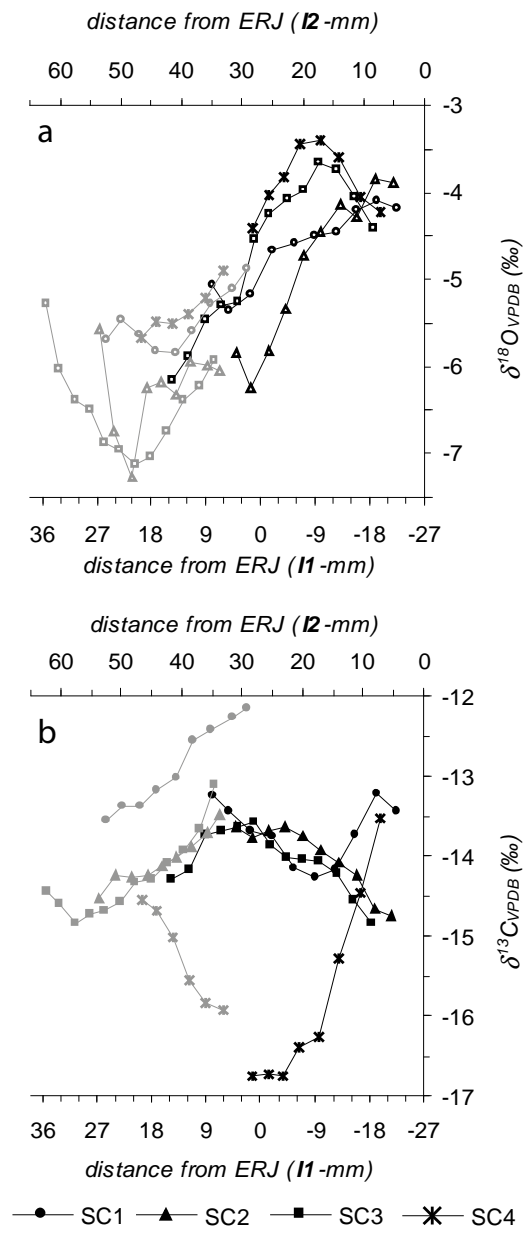 distance from ERJ (I2-mm)
60 50 40 30 20 10 0
a
-3
-4
-5
-6
-7
δ18OVPDB (‰)
36 27 18 9 0 -9 -18 -27
distance from ERJ (I1-mm)
distance from ERJ (I2-mm)
60 50 40 30 20 10 0
b
-12
-13
-14
-15
-16
-17
δ13CVPDB (‰)
36 27 18 9 0 -9 -18 -27
distance from ERJ (I1-mm)
SC1 SC2 SC3 SC4